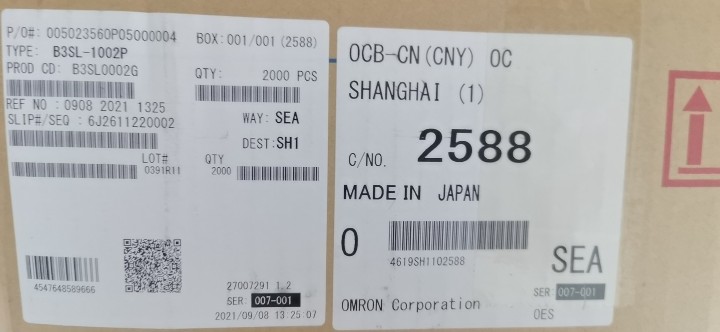 P/O#: 005023560P05000004 BOX:001/001 (2588)
TYPE: B3SL-1002P
PROD CD: B3SL0002G QTY: 2000 PCS
REF NO : 0908 2021 1325 WAY: SEA
SLIP#/SEQ : 6J2611220002
DEST:SH1
LOT# QTY
0391R11 2000
27007291 1.2
4547648589666 SER: 007-001
2021/09/08 13:25:07
OCB-CN(CNY) OC
SHANGHAI (1)
C/NO. 2588
MADE IN JAPAN
0
4619SH1102588
SEA
SER 007-001
OMRON Corporation OES